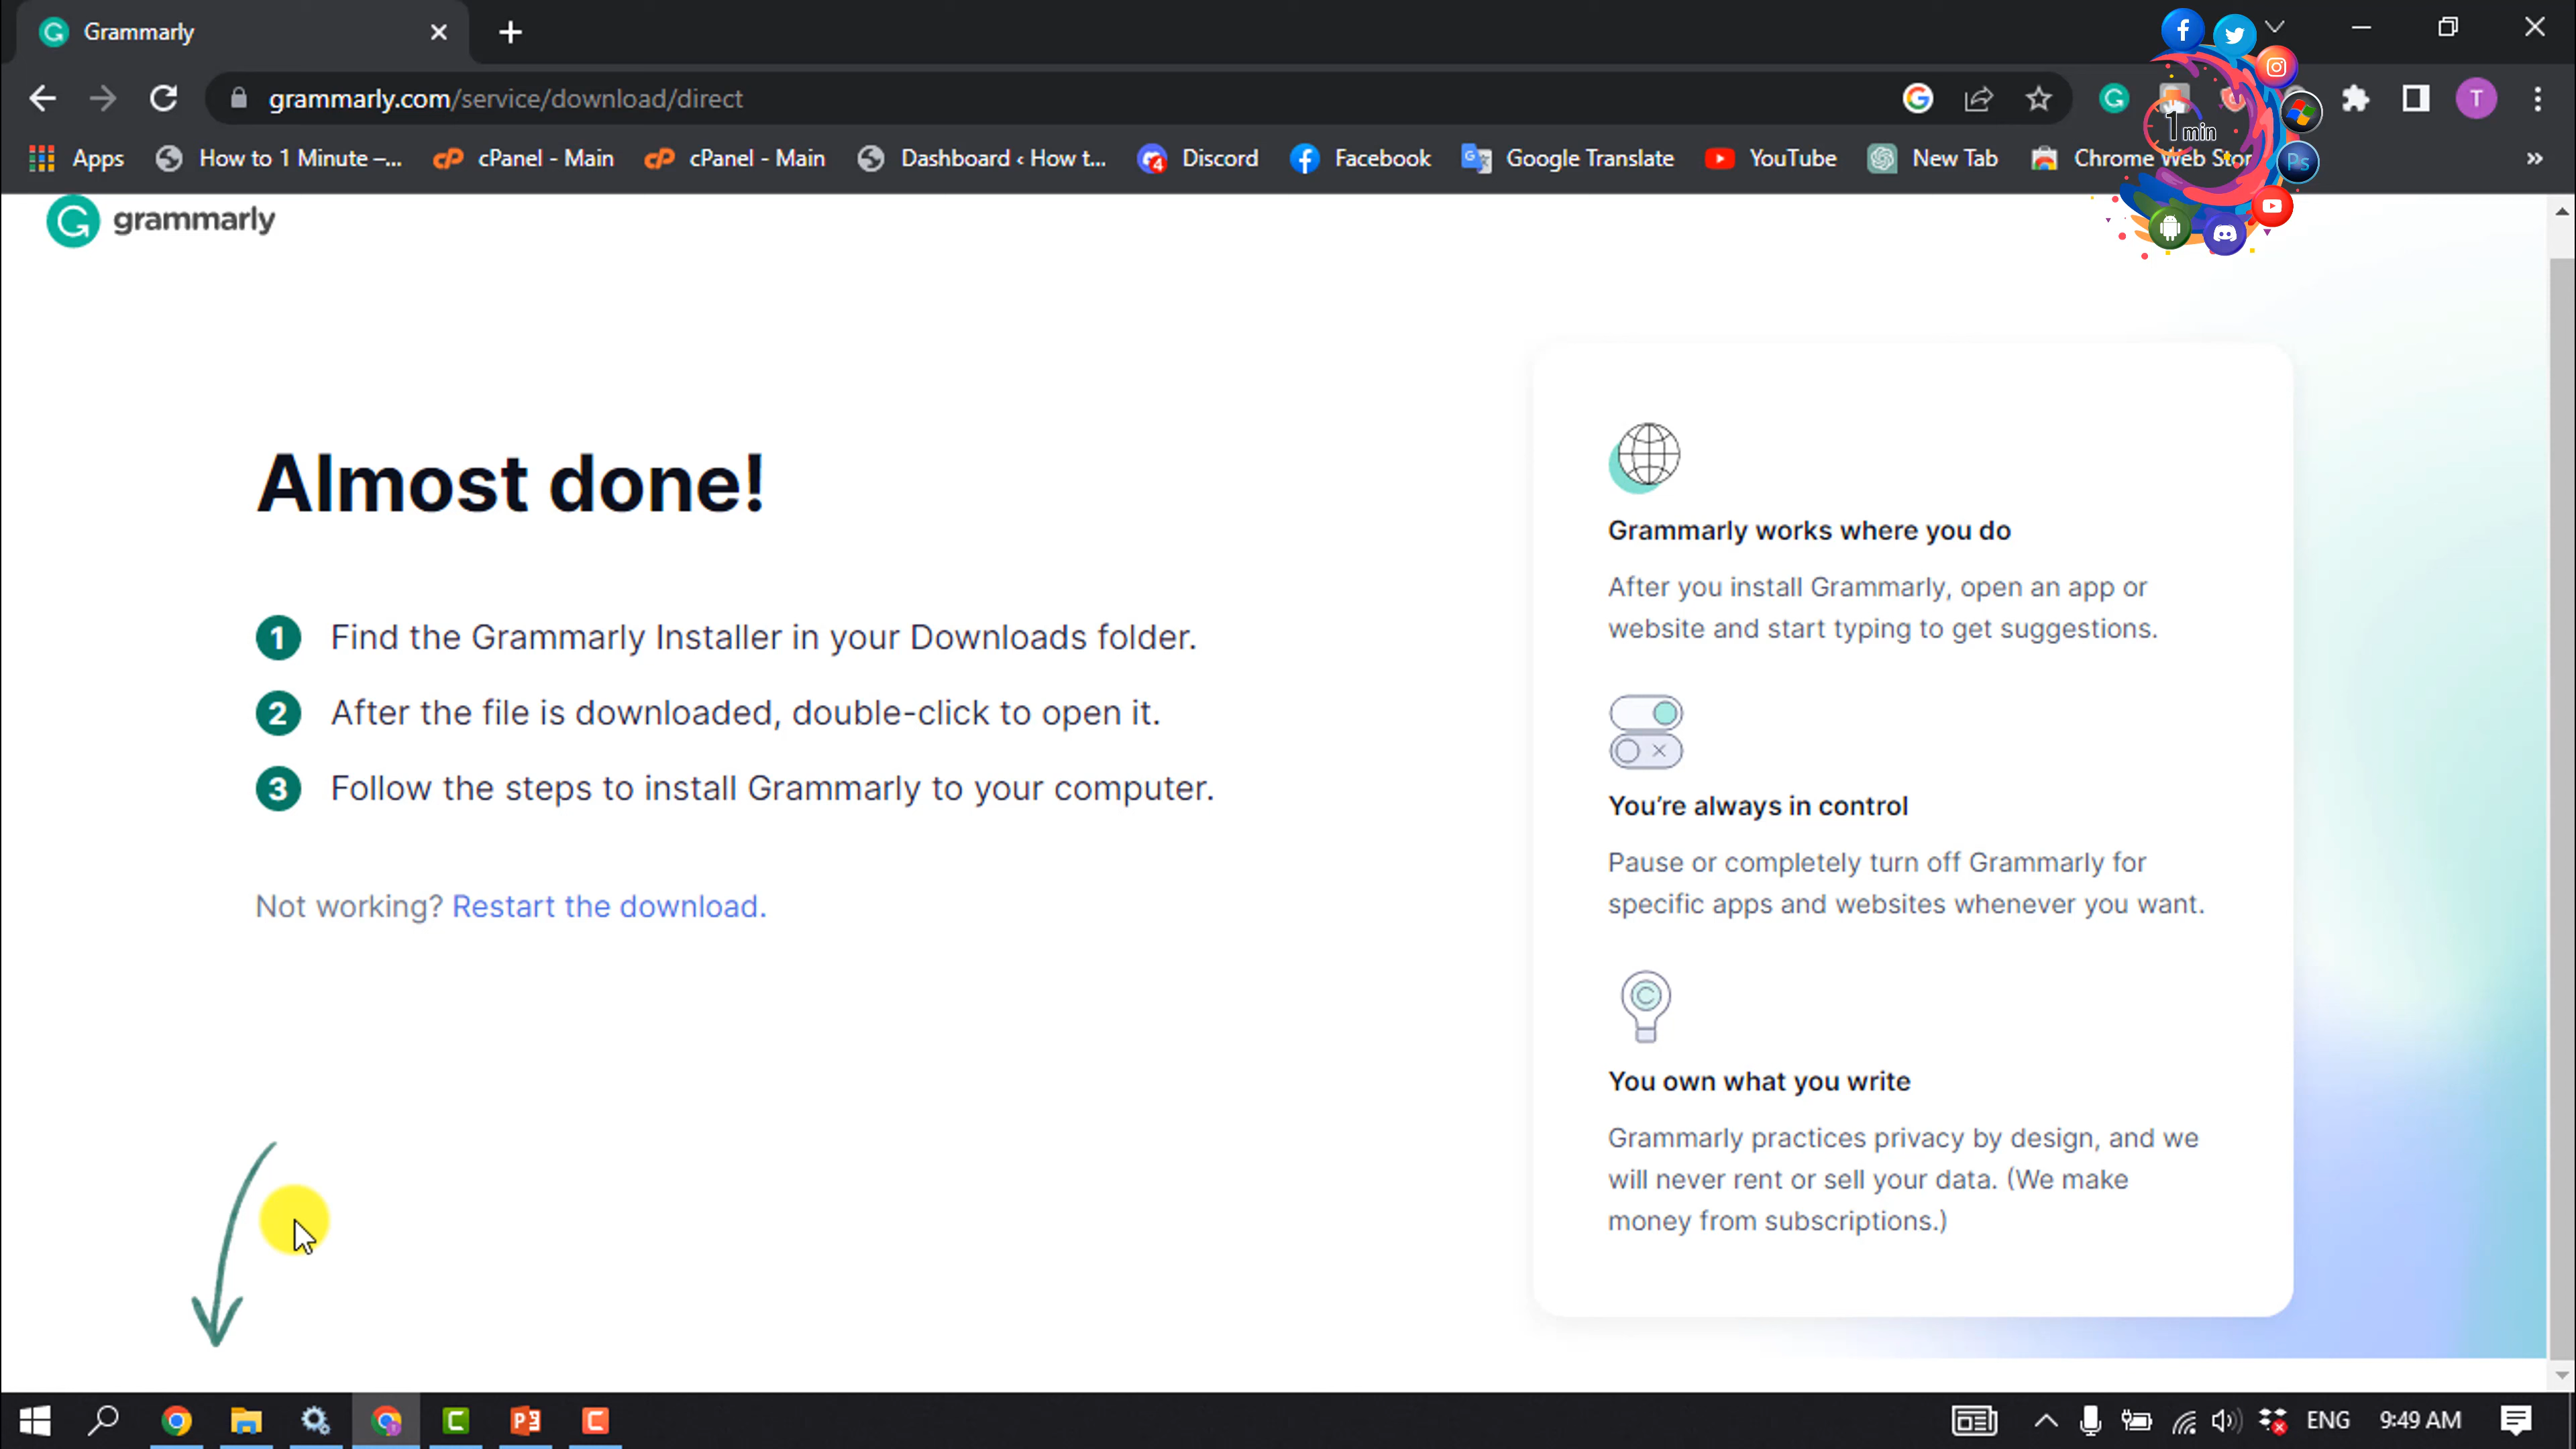 Grammarly
grammarly.com/service/download/direct
Apps
How to 1 Minute –...
cPanel - Main
cPanel - Main
Dashboard ‹ How t...
Discord
Facebook
Google Translate
YouTube
New Tab
Chrome Web Stor
T
1 min
Ps
grammarly
Almost done!
1 Find the Grammarly Installer in your Downloads folder.
2 After the file is downloaded, double-click to open it.
3 Follow the steps to install Grammarly to your computer.
Not working? Restart the download.
Grammarly works where you do
After you install Grammarly, open an app or
website and start typing to get suggestions.
You're always in control
Pause or completely turn off Grammarly for
specific apps and websites whenever you want.
You own what you write
Grammarly practices privacy by design, and we
will never rent or sell your data. (We make
money from subscriptions.)
ENG
9:49 AM